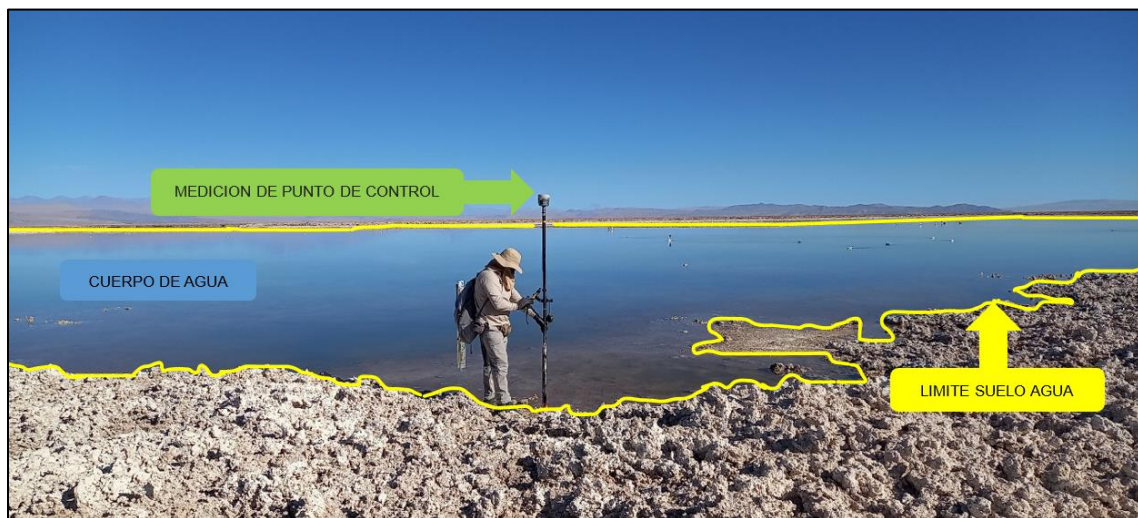 MEDICION DE PUNTO DE CONTROL
CUERPO DE AGUA
LIMITE SUELO AGUA